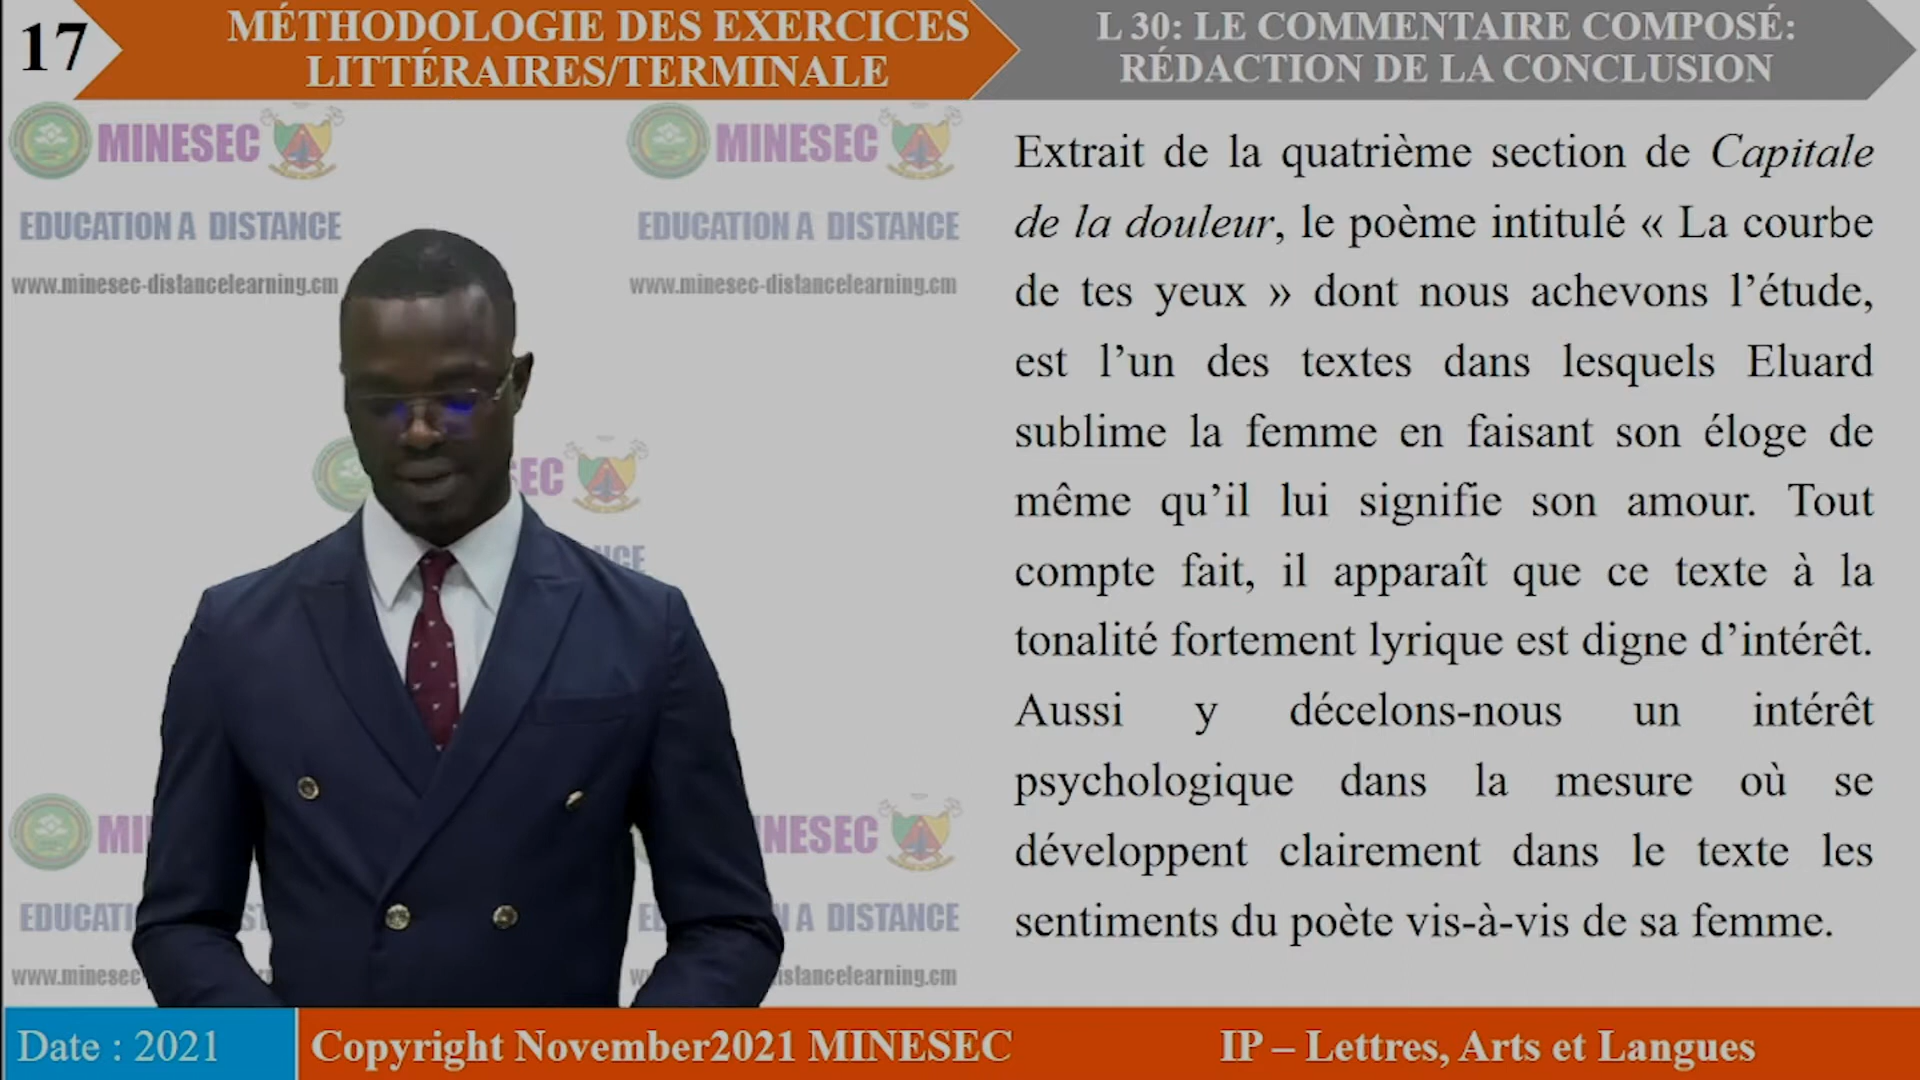 17
MÉTHODOLOGIE DES EXERCICES
LITTÉRAIRES/TERMINALE
L 30: LE COMMENTAIRE COMPOSÉ:
RÉDACTION DE LA CONCLUSION
MINESEC
EDUCATION A DISTANCE
www.minesec-distancelearning.cm
MINESEC
EDUCATION A DISTANCE
www.minesec-distancelearning.cm
Extrait de la quatrième section de Capitale
de la douleur, le poème intitulé « La courbe
de tes yeux » dont nous achevons l’étude,
est l’un des textes dans lesquels Eluard
sublime la femme en faisant son éloge de
même qu’il lui signifie son amour. Tout
compte fait, il apparaît que ce texte à la
tonalité fortement lyrique est digne d’intérêt.
Aussi y décelons-nous un intérêt
psychologique dans la mesure où se
développent clairement dans le texte les
sentiments du poète vis-à-vis de sa femme.
Date : 2021
Copyright November2021 MINESEC
IP – Lettres, Arts et Langues